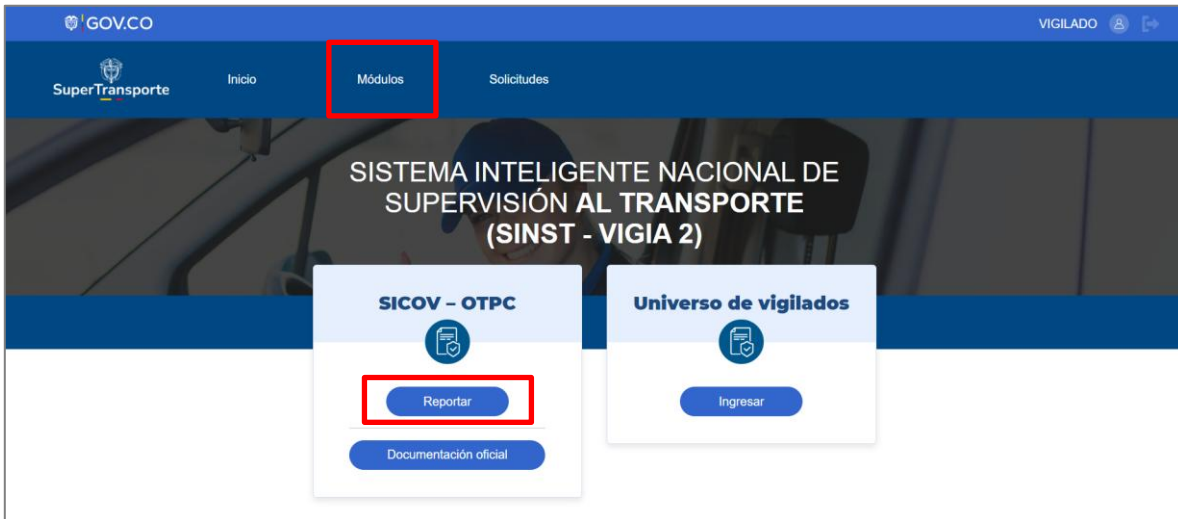 GOV.CO
VIGILADO
SuperTransporte
Inicio
Módulos
Solicitudes
SISTEMA INTELIGENTE NACIONAL DE
SUPERVISIÓN AL TRANSPORTE
(SINST - VIGIA 2)
SICOV – OTPC
Reportar
Documentación oficial
Universo de vigilados
Ingresar